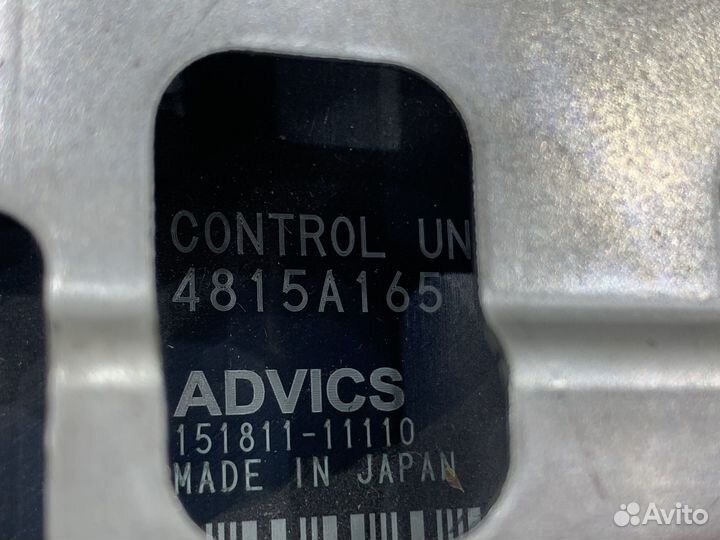 CONTROL UN
4815A165
ADVICS
151811-11110
MADE IN JAPAN
Avito